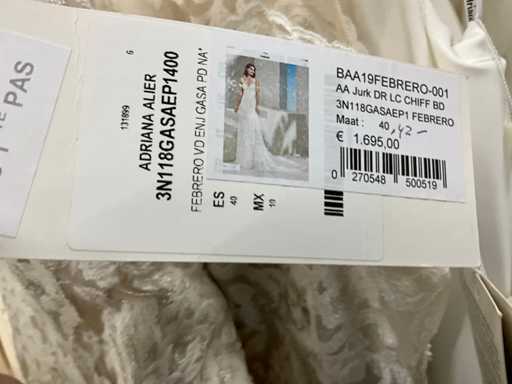 PAS
131899
6
ADRIANA ALIER
3N118GASAEP1400
FEBRERO VD ENJ GASA PD NA*
ES
40
MX
10
BAA19FEBRERO-001
AA Jurk DR LC CHIFF BD
3N118GASAEP1 FEBRERO
Maat : 40,42-
€ 1.695,00
0 270548 500519